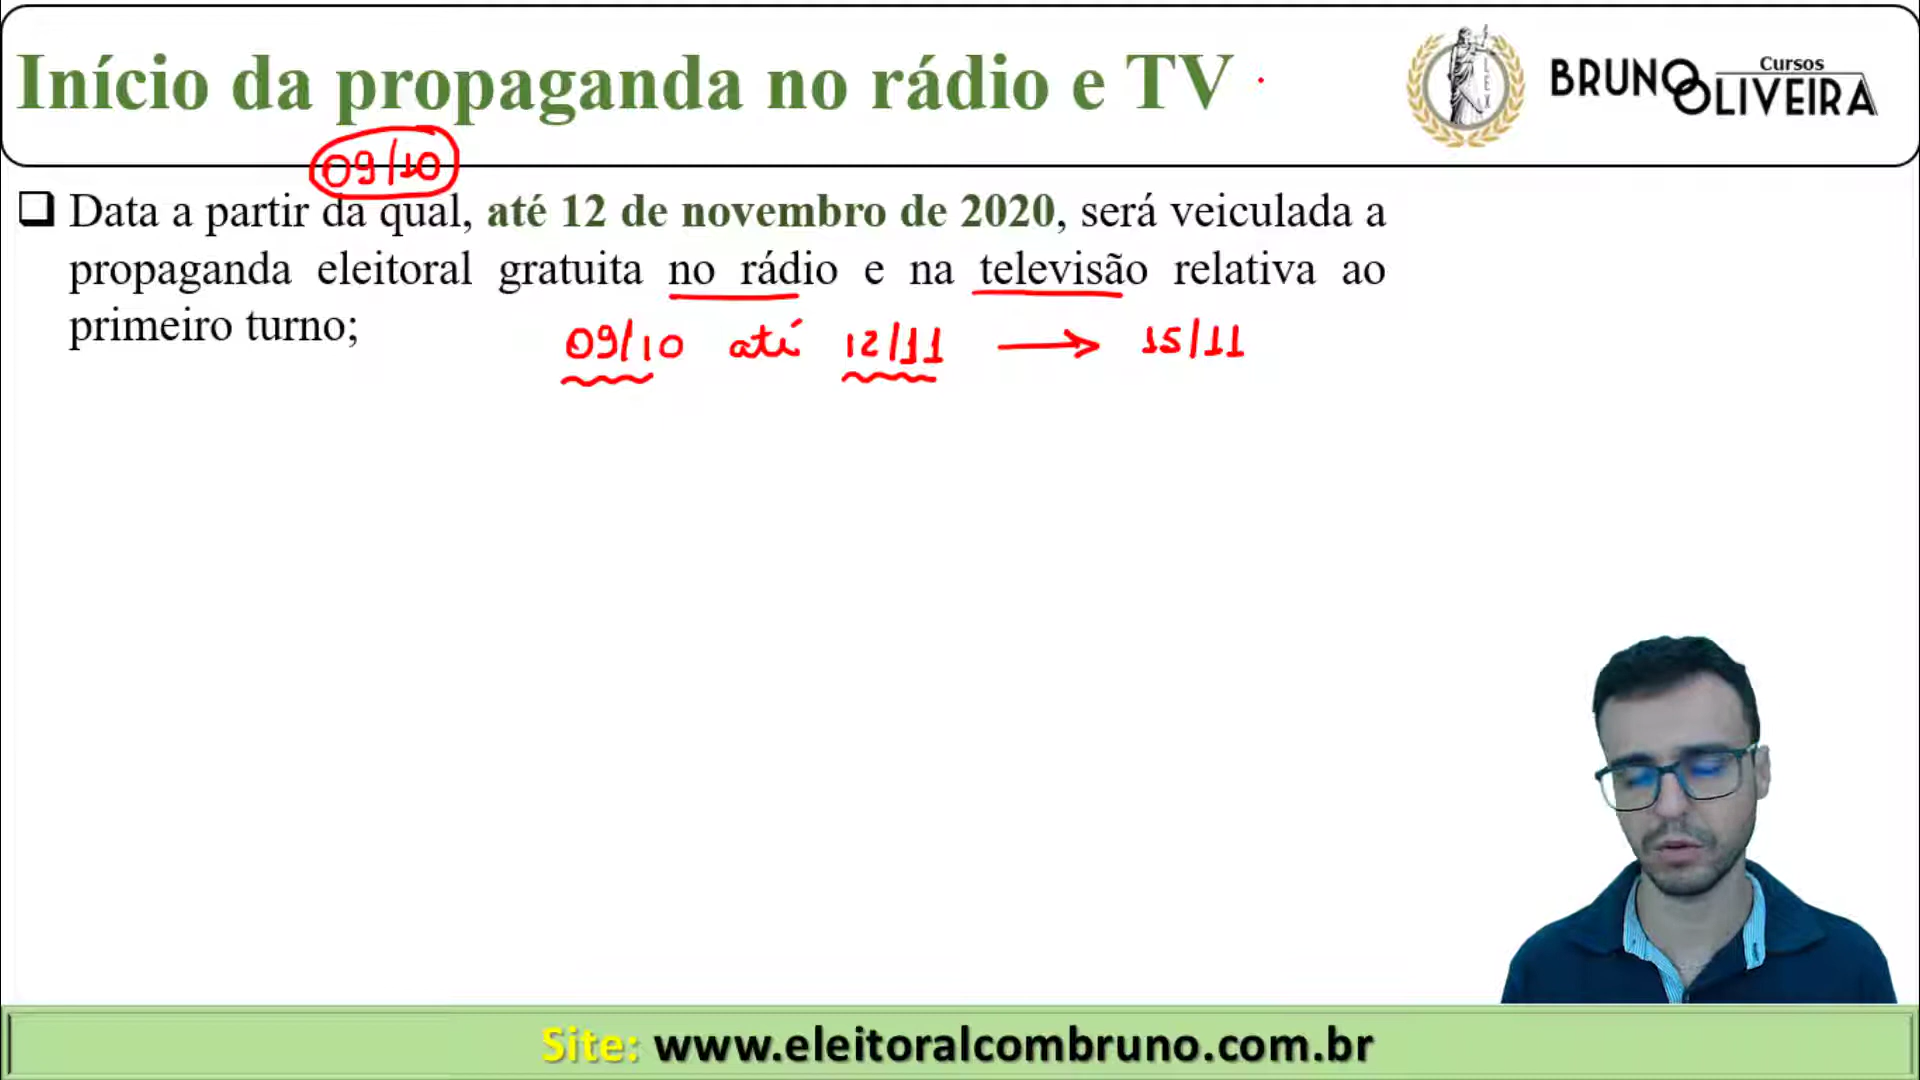 Início da propaganda no rádio e TV
LEX
Cursos
BRUNO OLIVEIRA
09/10
Data a partir da qual, até 12 de novembro de 2020, será veiculada a
propaganda eleitoral gratuita no rádio e na televisão relativa ao
primeiro turno;
09/10 até 12/11 → 15/11
Site: www.eleitoralcombruno.com.br